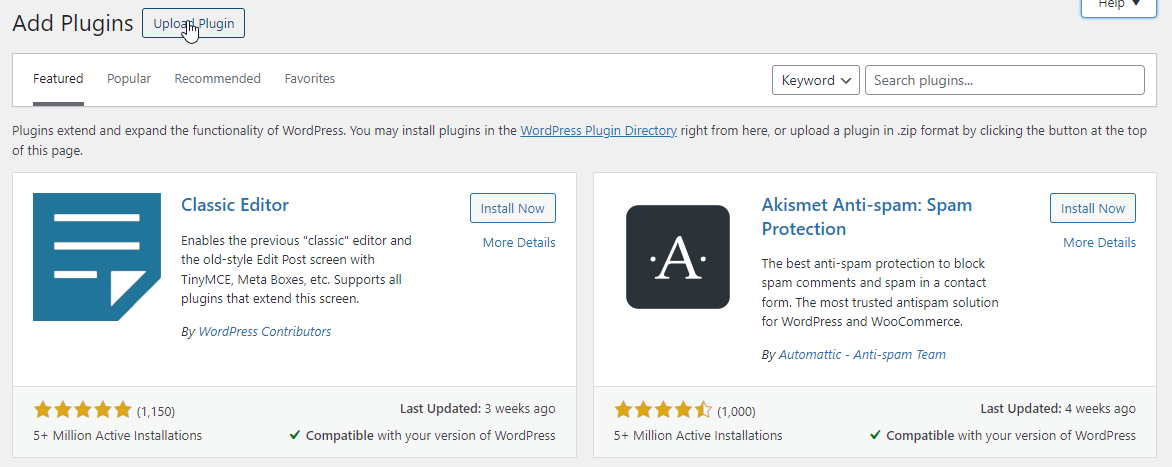 Add Plugins
Upload Plugin
Help
Featured
Popular
Recommended
Favorites
Keyword
Search plugins...
Plugins extend and expand the functionality of WordPress. You may install plugins in the WordPress Plugin Directory right from here, or upload a plugin in .zip format by clicking the button at the top
of this page.
Classic Editor
Install Now
More Details
Enables the previous "classic" editor and
the old-style Edit Post screen with
TinyMCE, Meta Boxes, etc. Supports all
plugins that extend this screen.
By WordPress Contributors
(1,150)
Last Updated: 3 weeks ago
5+ Million Active Installations
Compatible with your version of WordPress
A
Akismet Anti-spam: Spam
Protection
Install Now
More Details
The best anti-spam protection to block
spam comments and spam in a contact
form. The most trusted antispam solution
for WordPress and WooCommerce.
By Automattic - Anti-spam Team
(1,000)
Last Updated: 4 weeks ago
5+ Million Active Installations
Compatible with your version of WordPress